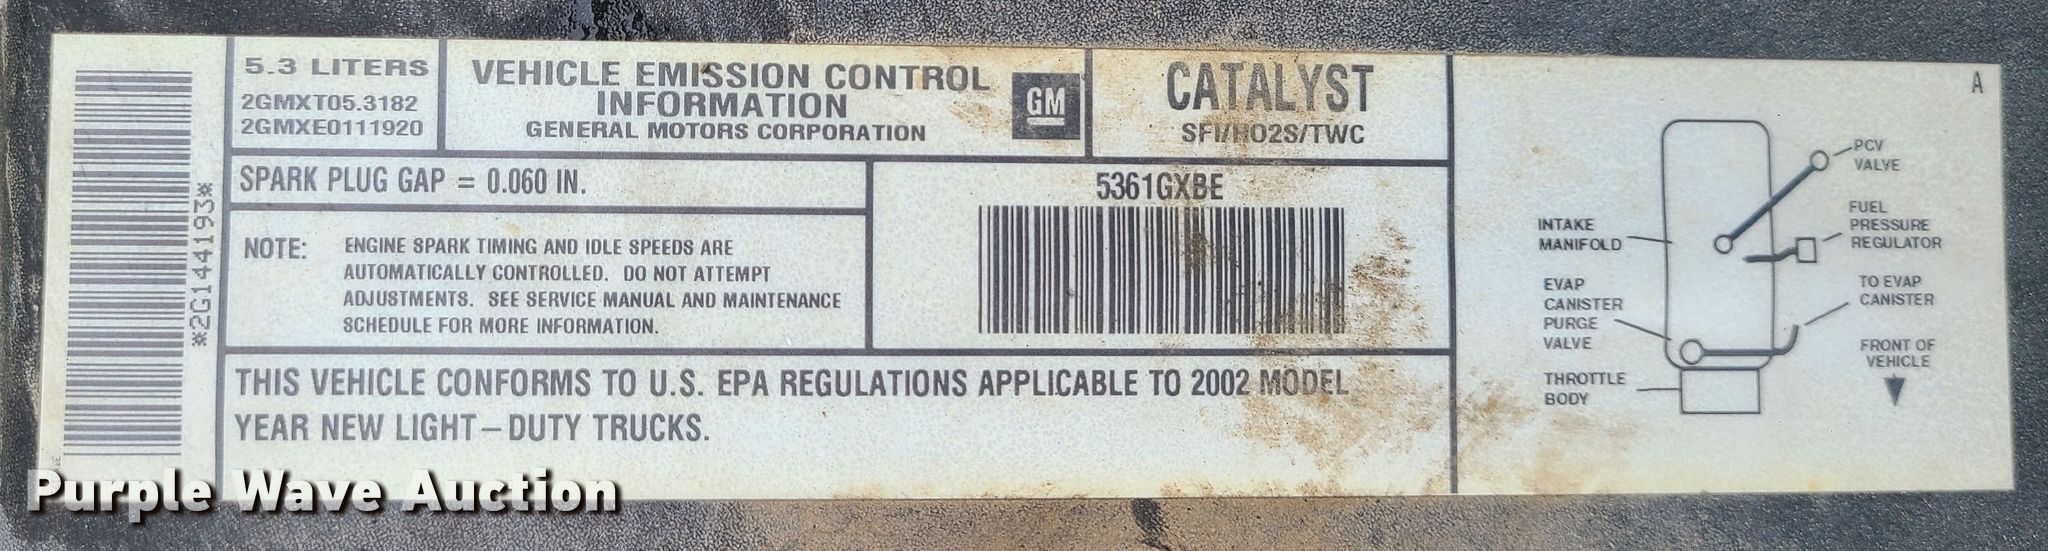 *2G1441193*
5.3 LITERS
2GMXT05.3182
2GMXE0111920
VEHICLE EMISSION CONTROL
INFORMATION
GENERAL MOTORS CORPORATION
GM
CATALYST
SFI/HO2S/TWC
SPARK PLUG GAP = 0.060 IN.
NOTE: ENGINE SPARK TIMING AND IDLE SPEEDS ARE
AUTOMATICALLY CONTROLLED. DO NOT ATTEMPT
ADJUSTMENTS. SEE SERVICE MANUAL AND MAINTENANCE
SCHEDULE FOR MORE INFORMATION.
5361GXBE
THIS VEHICLE CONFORMS TO U.S. EPA REGULATIONS APPLICABLE TO 2002 MODEL
YEAR NEW LIGHT-DUTY TRUCKS.
A
PCV
VALVE
FUEL
PRESSURE
REGULATOR
INTAKE
MANIFOLD
TO EVAP
CANISTER
EVAP
CANISTER
PURGE
VALVE
FRONT OF
VEHICLE
THROTTLE
BODY
Purple Wave Auction